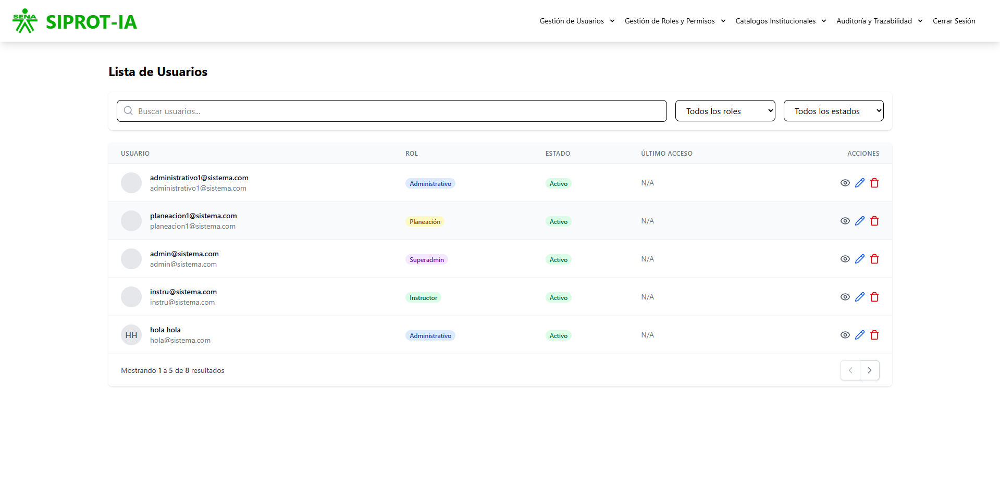 SENA
SIPROT-IA
Gestión de Usuarios Gestión de Roles y Permisos Catalogos Institucionales Auditoría y Trazabilidad Cerrar Sesión
Lista de Usuarios
Buscar usuarios... Todos los roles Todos los estados
USUARIO ROL ESTADO ÚLTIMO ACCESO ACCIONES
administrativo1@sistema.com
administrativo1@sistema.com
Administrativo Activo N/A
planeacion1@sistema.com
planeacion1@sistema.com
Planeación Activo N/A
admin@sistema.com
admin@sistema.com
Superadmin Activo N/A
instru@sistema.com
instru@sistema.com
Instructor Activo N/A
HH
hola hola
hola@sistema.com
Administrativo Activo N/A
Mostrando 1 a 5 de 8 resultados